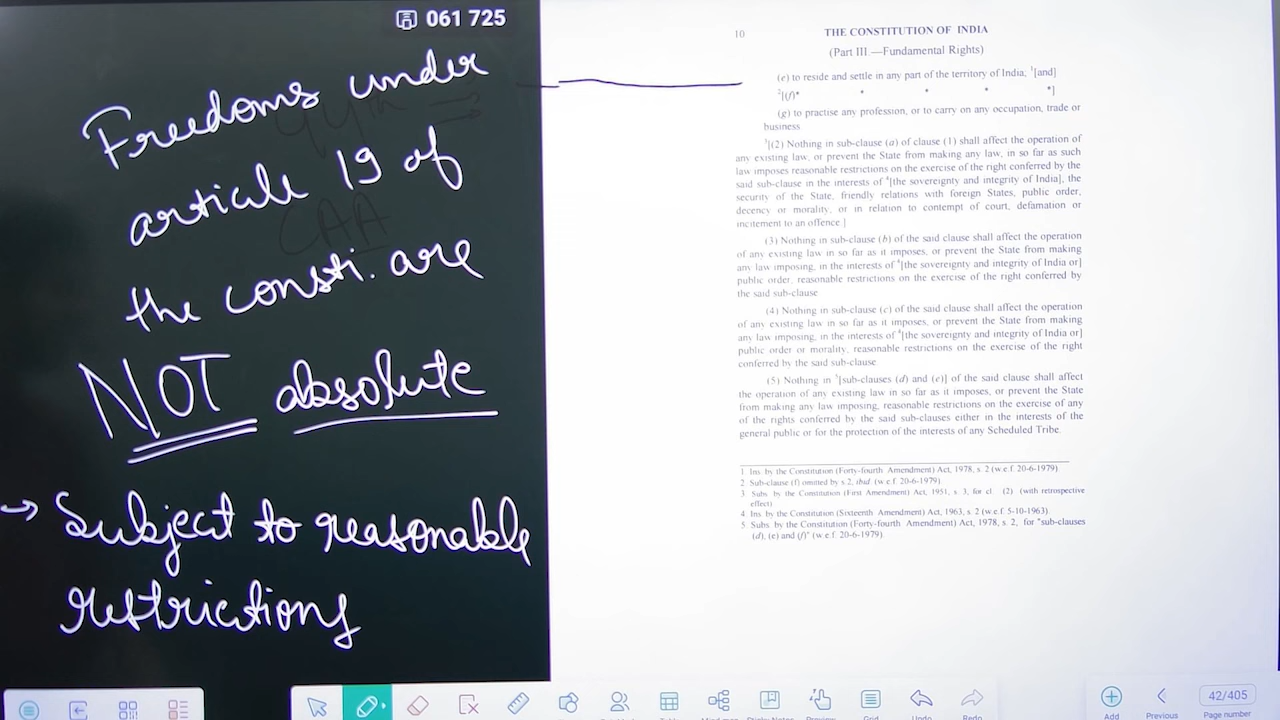 061 725
Freedoms under
article 19 of
the consti. are
NOT absolute
→ Subject to reasonable
restrictions
10 THE CONSTITUTION OF INDIA
(Part III.—Fundamental Rights)
(e) to reside and settle in any part of the territory of India, 1[and]
2[(f)* * * * *]
(g) to practise any profession, or to carry on any occupation, trade or
business
3[(2) Nothing in sub-clause (a) of clause (1) shall affect the operation of
any existing law, or prevent the State from making any law, in so far as such
law imposes reasonable restrictions on the exercise of the right conferred by the
said sub-clause in the interests of 4[the sovereignty and integrity of India], the
security of the State, friendly relations with foreign States, public order,
decency or morality, or in relation to contempt of court, defamation or
incitement to an offence ]
(3) Nothing in sub-clause (b) of the said clause shall affect the operation
of any existing law in so far as it imposes, or prevent the State from making
any law imposing, in the interests of 4[the sovereignty and integrity of India or]
public order, reasonable restrictions on the exercise of the right conferred by
the said sub-clause
(4) Nothing in sub-clause (c) of the said clause shall affect the operation
of any existing law in so far as it imposes, or prevent the State from making
any law imposing, in the interests of 4[the sovereignty and integrity of India or]
public order or morality, reasonable restrictions on the exercise of the right
conferred by the said sub-clause
(5) Nothing in 5[sub-clauses (d) and (e)] of the said clause shall affect
the operation of any existing law in so far as it imposes, or prevent the State
from making any law imposing, reasonable restrictions on the exercise of any
of the rights conferred by the said sub-clauses either in the interests of the
general public or for the protection of the interests of any Scheduled Tribe.
1 Ins. by the Constitution (Forty-fourth Amendment) Act, 1978, s. 2 (w.e.f. 20-6-1979)
2 Sub-clause (f) omitted by s.2, ibid. (w.e.f. 20-6-1979)
3 Subs. by the Constitution (First Amendment) Act, 1951, s. 3, for cl. (2) (with retrospective
effect)
4 Ins. by the Constitution (Sixteenth Amendment) Act, 1963, s. 2 (w.e.f. 5-10-1963).
5 Subs. by the Constitution (Forty-fourth Amendment) Act, 1978, s. 2, for "sub-clauses
(d), (e) and (f)" (w.e.f. 20-6-1979)
Add Previous 42/405 Page number
Grid Undo Redo